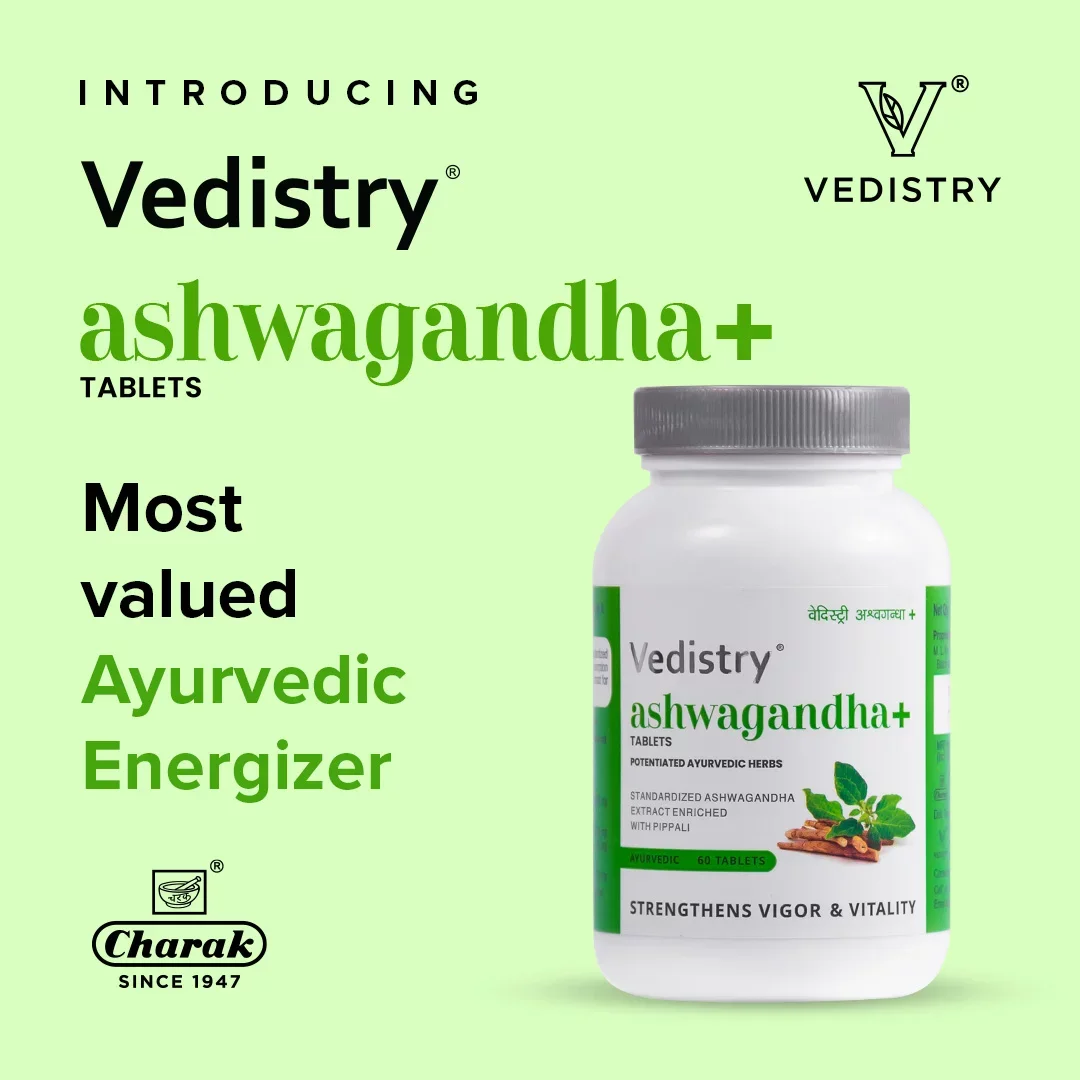 INTRODUCING
Vedistry®
ashwagandha+
TABLETS
Most
valued
Ayurvedic
Energizer
V®
VEDISTRY
चरक
®
Charak
SINCE 1947
वेदिस्ट्री अश्वगन्धा +
Vedistry®
ashwagandha+
TABLETS
POTENTIATED AYURVEDIC HERBS
STANDARDIZED ASHWAGANDHA
EXTRACT ENRICHED
WITH PIPPALI
AYURVEDIC 60 TABLETS
STRENGTHENS VIGOR & VITALITY